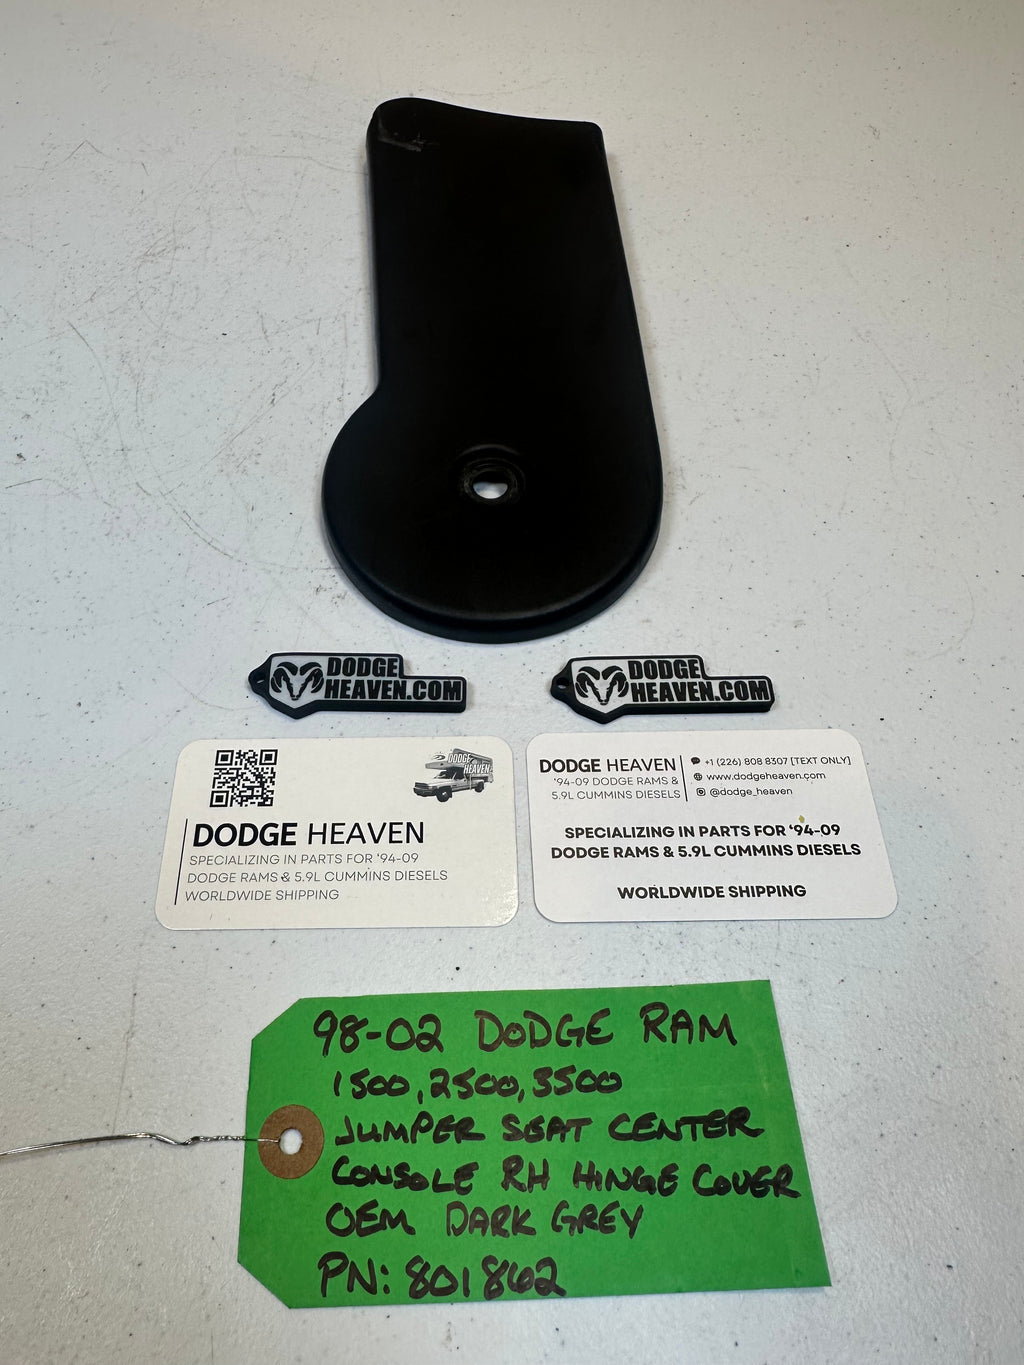 DODGE
HEAVEN.COM
DODGE
HEAVEN.COM
DODGE
HEAVEN
DODGE HEAVEN
SPECIALIZING IN PARTS FOR '94-09
DODGE RAMS & 5.9L CUMMINS DIESELS
WORLDWIDE SHIPPING
DODGE HEAVEN
'94-09 DODGE RAMS &
5.9L CUMMINS DIESELS
+1 (226) 808 8307 [TEXT ONLY]
www.dodgeheaven.com
@dodge_heaven
SPECIALIZING IN PARTS FOR '94-09
DODGE RAMS & 5.9L CUMMINS DIESELS
WORLDWIDE SHIPPING
98-02 DODGE RAM
1500, 2500, 3500
JUMPER SEAT CENTER
CONSOLE RH HINGE COVER
OEM DARK GREY
PN: 801862